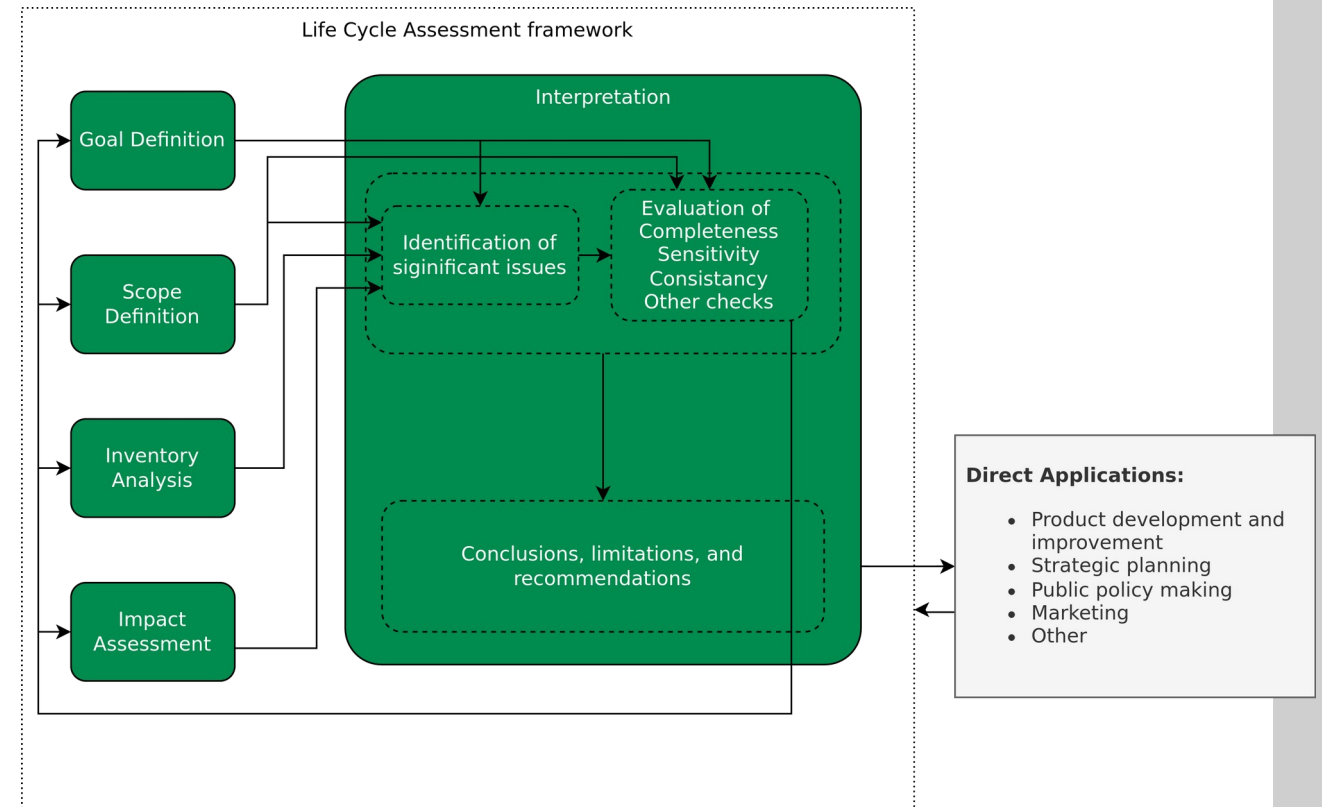 Life Cycle Assessment framework
Interpretation
Goal Definition
Identification of
siginificant issues
Evaluation of
Completeness
Sensitivity
Consistancy
Other checks
Scope
Definition
Inventory
Analysis
Impact
Assessment
Conclusions, limitations, and
recommendations
Direct Applications:
• Product development and
improvement
• Strategic planning
• Public policy making
• Marketing
• Other